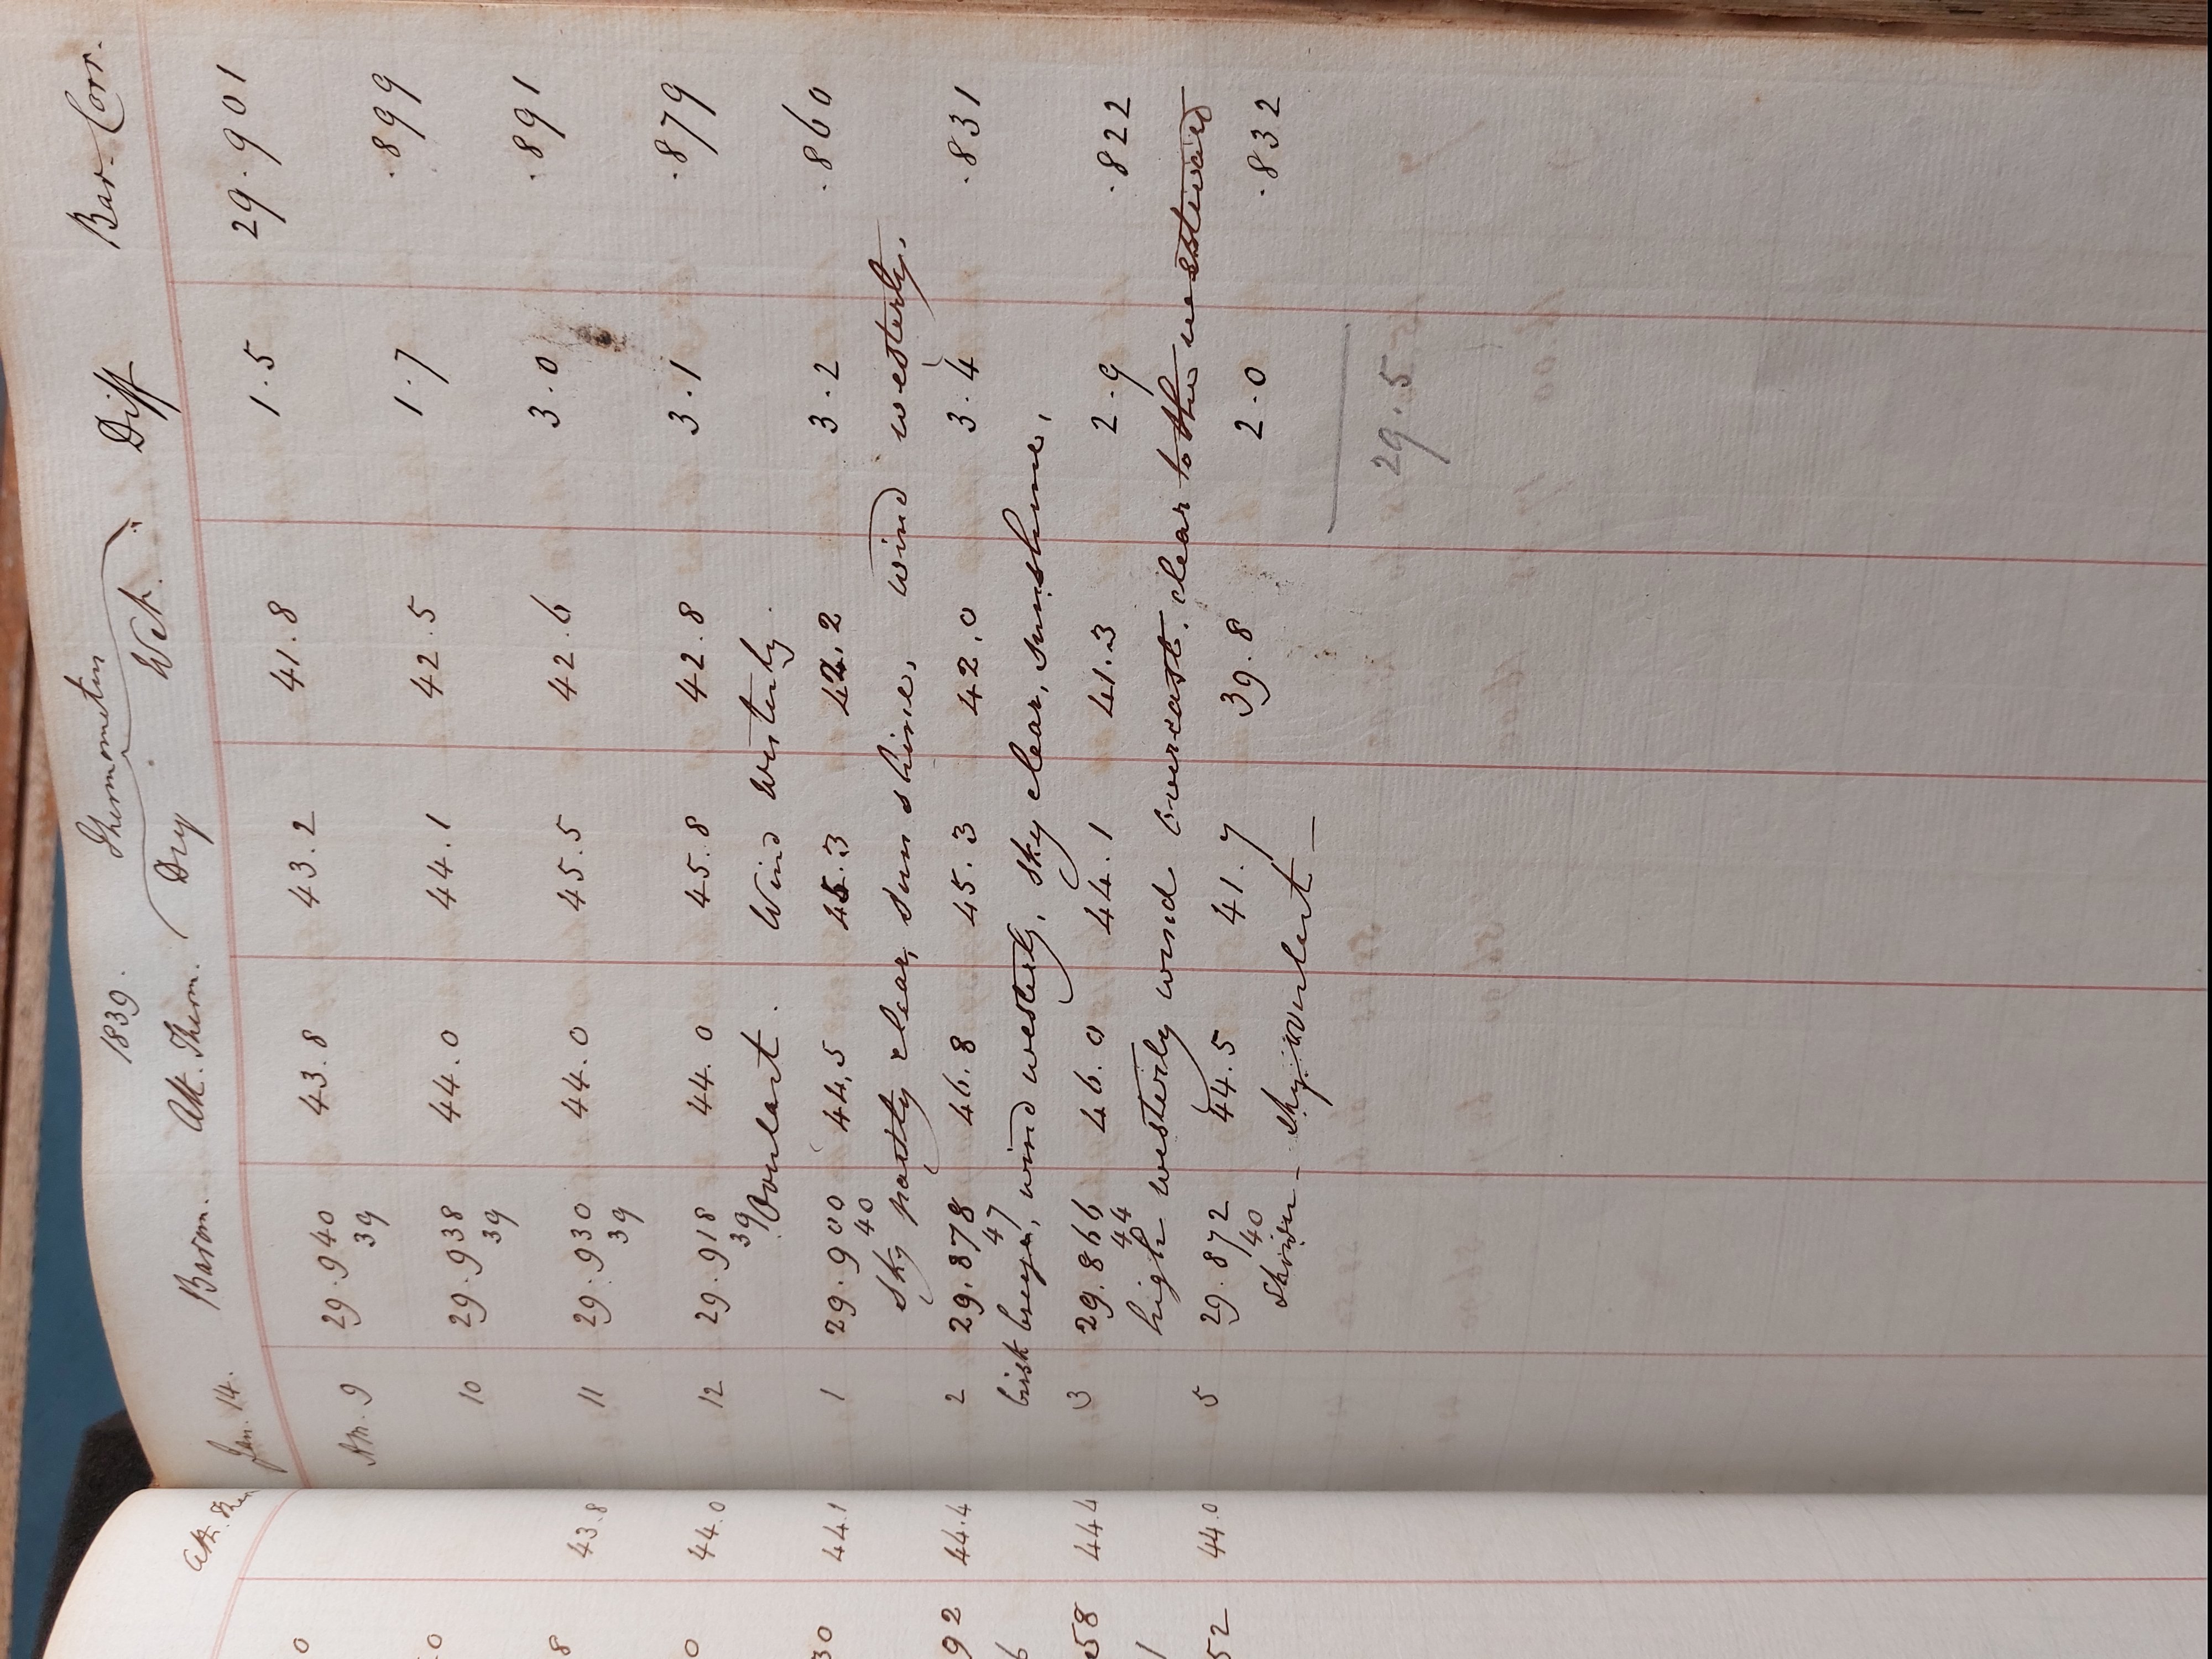 1839. Thermometers
Jan. 14. Barom. Att. Therm. Dry Wet. Diff Bar. Corr.
Am. 9 29.940 43.8 43.2 41.8 1.5 29.901
39
10 29.938 44.0 44.1 42.5 1.7 .899
39
11 29.930 44.0 45.5 42.6 3.0 .891
39
12 29.918 44.0 45.8 42.8 3.1 .879
39
Overcast. Wind Westerly.
1 29.900 44,5 45.3 42.2 3.2 .860
40
Sky partly clear, sun shine, wind westerly.
2 29.878 46.8 45.3 42.0 3.4 .831
47
brisk breeze, wind westerly, sky clear, sunshine,
3 29.866 46.0 44.1 41.3 2.9 .822
44
high westerly wind overcast. clear to the westward
5 29.872 44.5 41.7 39.8 2.0 .832
40
Shower – sky overcast –
29.5
Att. Ther
0
0
8 43.8
0 44.0
30 44.1
92 44.4
6
58 444
1
52 44.0